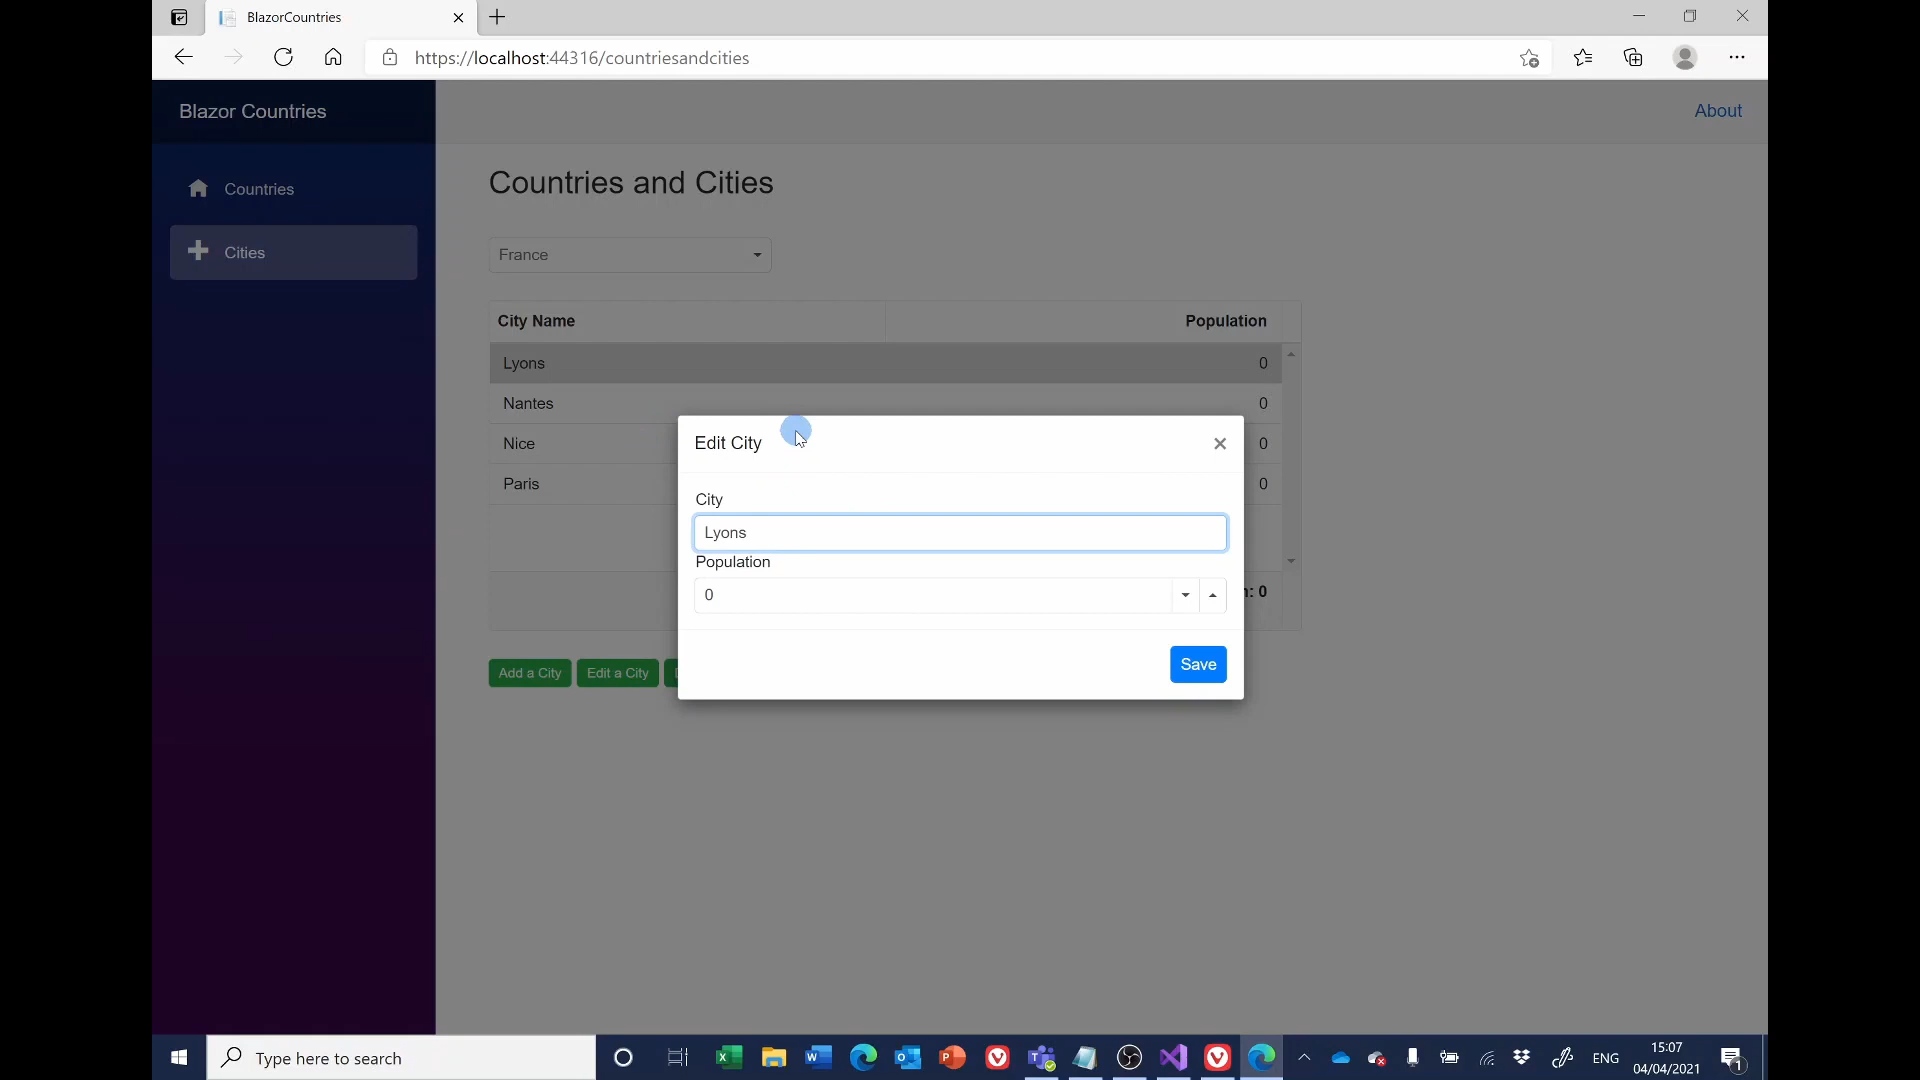 BlazorCountries
https://localhost:44316/countriesandcities
Blazor Countries
About
Countries
Cities
Countries and Cities
France
City Name Population
Lyons 0
Nantes 0
Nice 0
Paris 0
Edit City
City
Lyons
Population
0
: 0
Save
Add a City
Edit a City
Type here to search
ENG
15:07
04/04/2021
1